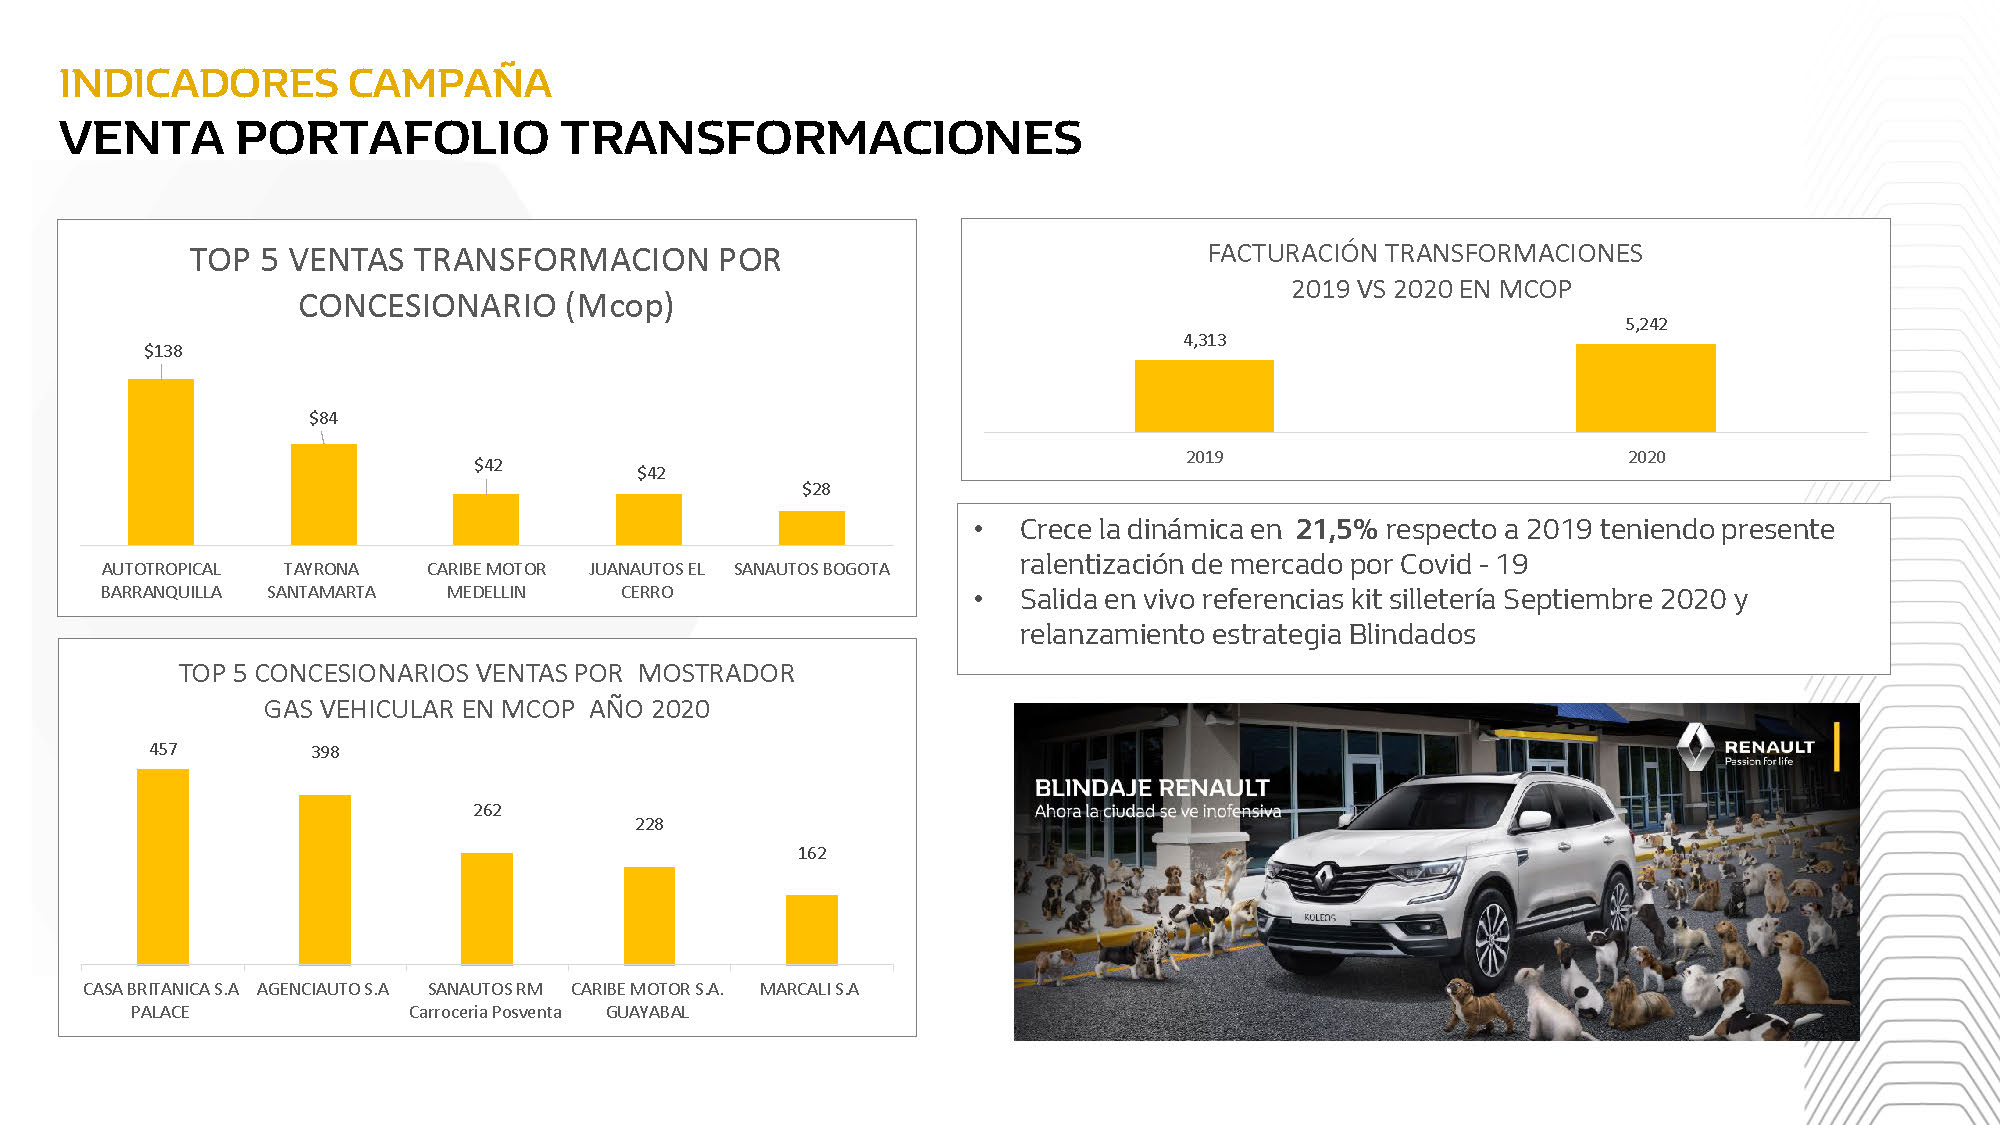 INDICADORES CAMPAÑA
VENTA PORTAFOLIO TRANSFORMACIONES
TOP 5 VENTAS TRANSFORMACION POR
CONCESIONARIO (Mcop)
$138
$84
$42
$42
$28
AUTOTROPICAL
BARRANQUILLA
TAYRONA
SANTAMARTA
CARIBE MOTOR
MEDELLIN
JUANAUTOS EL
CERRO
SANAUTOS BOGOTA
TOP 5 CONCESIONARIOS VENTAS POR MOSTRADOR
GAS VEHICULAR EN MCOP AÑO 2020
457
398
262
228
162
CASA BRITANICA S.A
PALACE
AGENCIAUTO S.A
SANAUTOS RM
Carroceria Posventa
CARIBE MOTOR S.A.
GUAYABAL
MARCALI S.A
FACTURACIÓN TRANSFORMACIONES
2019 VS 2020 EN MCOP
4,313
5,242
2019
2020
• Crece la dinámica en 21,5% respecto a 2019 teniendo presente
ralentización de mercado por Covid - 19
• Salida en vivo referencias kit silletería Septiembre 2020 y
relanzamiento estrategia Blindados
BLINDAJE RENAULT
Ahora la ciudad se ve inofensiva
RENAULT
Passion for life
KOLEOS